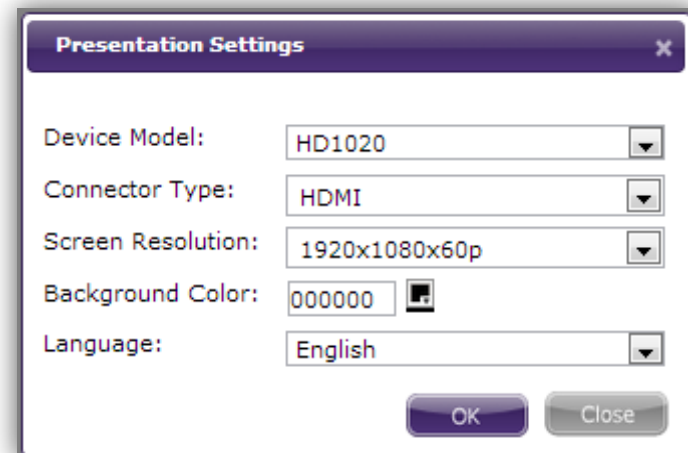 Presentation Settings
Device Model: HD1020
Connector Type: HDMI
Screen Resolution: 1920x1080x60p
Background Color: 000000
Language: English
OK Close